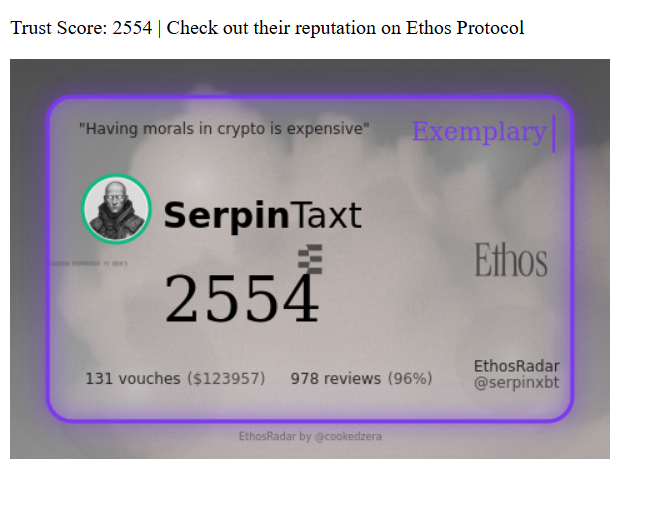 Trust Score: 2554 | Check out their reputation on Ethos Protocol
"Having morals in crypto is expensive"
Exemplary
SerpinTaxt
Ethos
2554
131 vouches ($123957) 978 reviews (96%)
EthosRadar
@serpinxbt
EthosRadar by @cookedzera